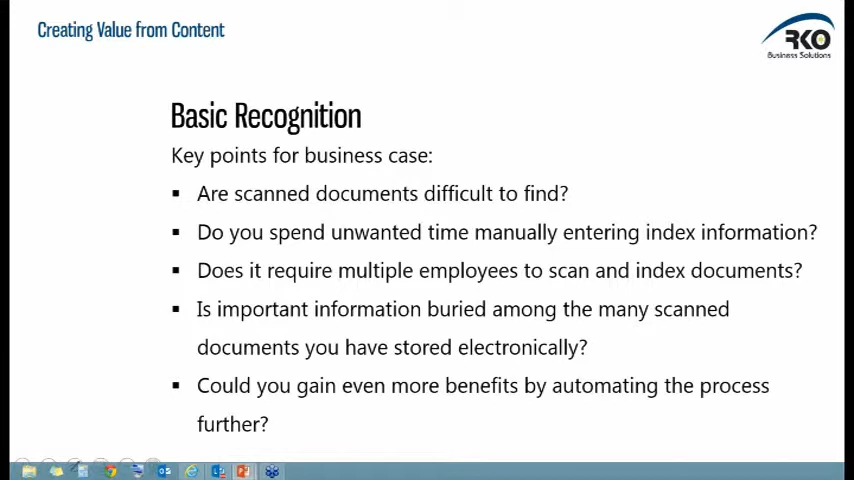 Creating Value from Content
RKO
Business Solutions
Basic Recognition
Key points for business case:
▪ Are scanned documents difficult to find?
▪ Do you spend unwanted time manually entering index information?
▪ Does it require multiple employees to scan and index documents?
▪ Is important information buried among the many scanned
documents you have stored electronically?
▪ Could you gain even more benefits by automating the process
further?